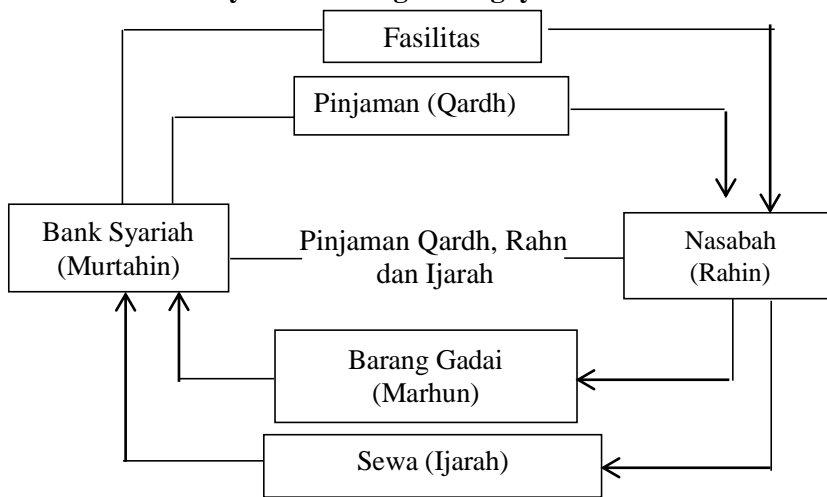 Fasilitas
Pinjaman (Qardh)
Bank Syariah
(Murtahin)
Pinjaman Qardh, Rahn
dan Ijarah
Nasabah
(Rahin)
Barang Gadai
(Marhun)
Sewa (Ijarah)